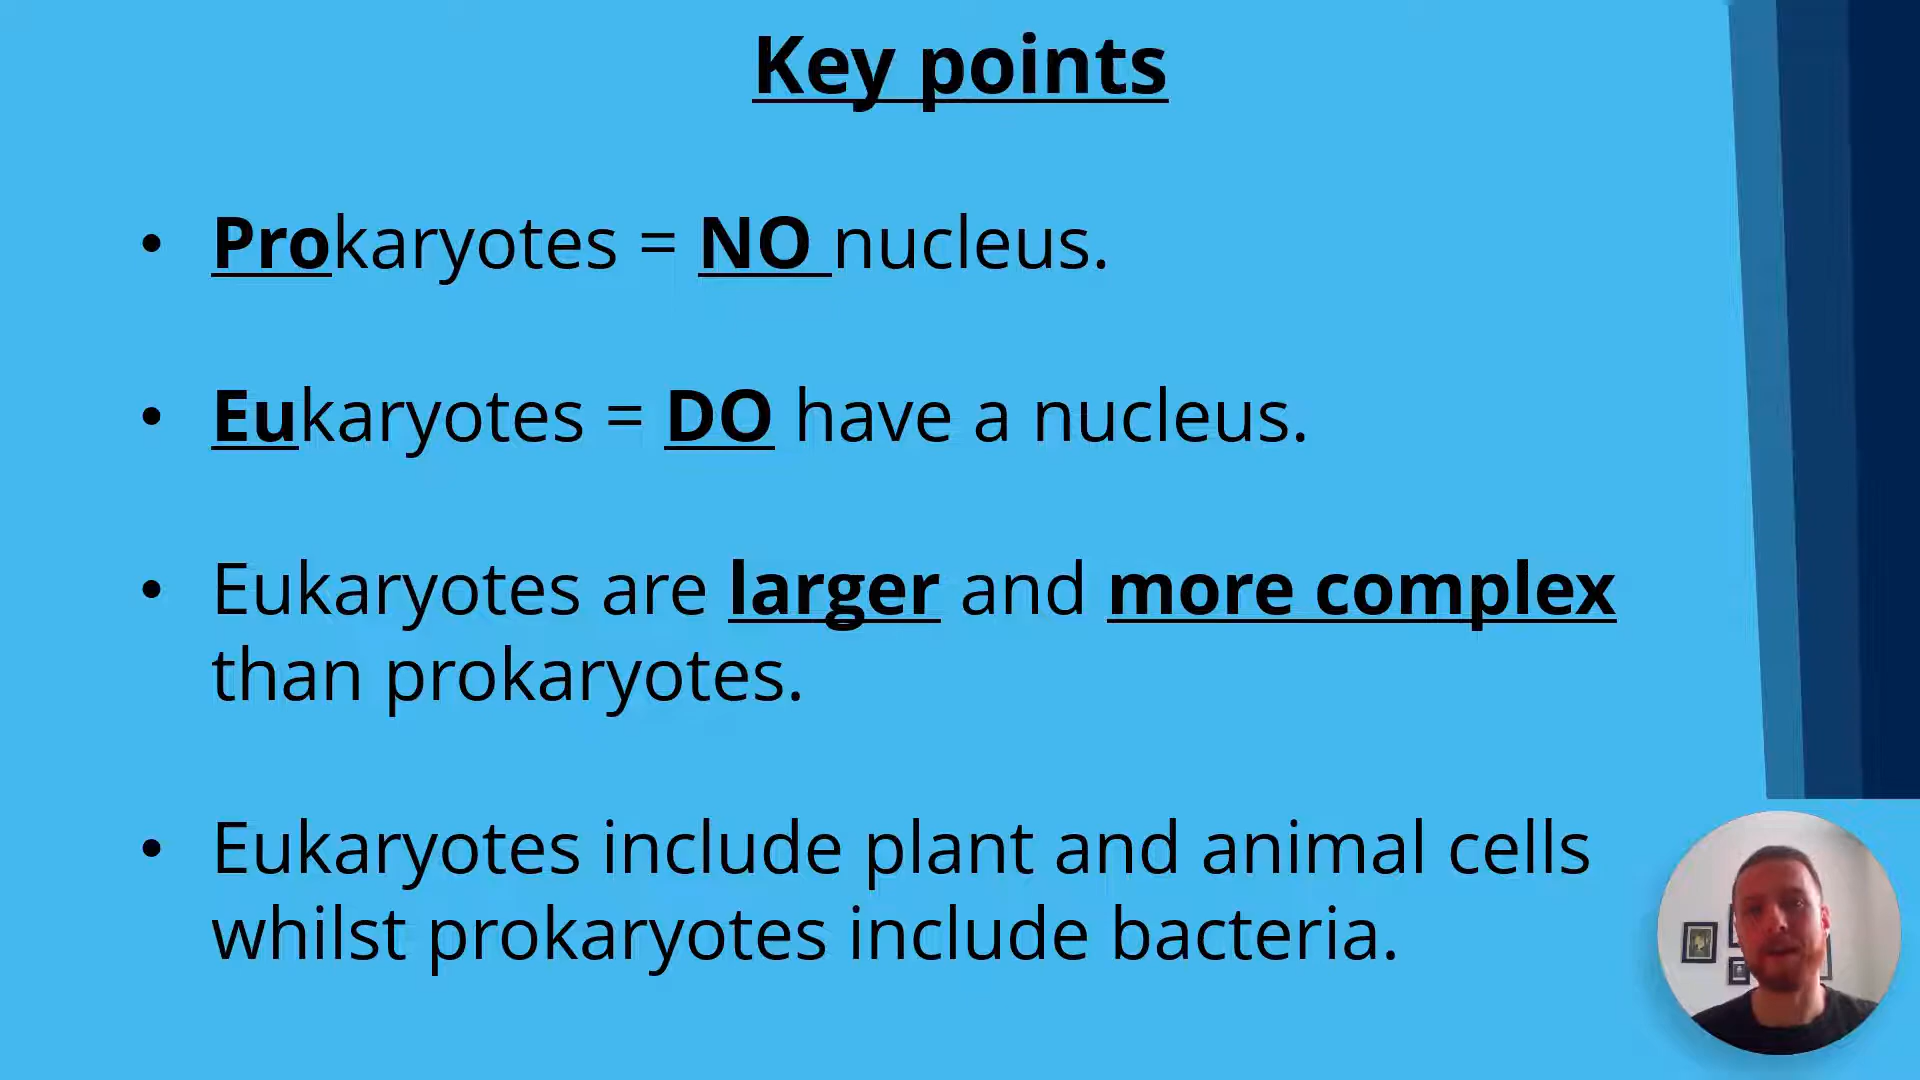 Key points
• Prokaryotes = NO nucleus.
• Eukaryotes = DO have a nucleus.
• Eukaryotes are larger and more complex
than prokaryotes.
• Eukaryotes include plant and animal cells
whilst prokaryotes include bacteria.